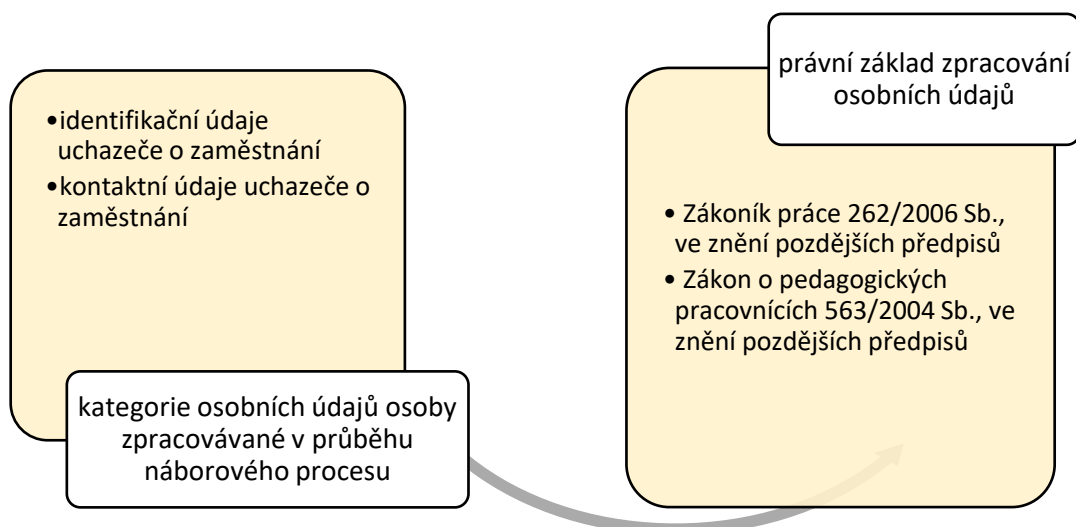 •identifikační údaje
uchazeče o zaměstnání
•kontaktní údaje uchazeče o
zaměstnání
kategorie osobních údajů osoby
zpracovávané v průběhu
náborového procesu
právní základ zpracování
osobních údajů
• Zákoník práce 262/2006 Sb.,
ve znění pozdějších předpisů
• Zákon o pedagogických
pracovnících 563/2004 Sb., ve
znění pozdějších předpisů